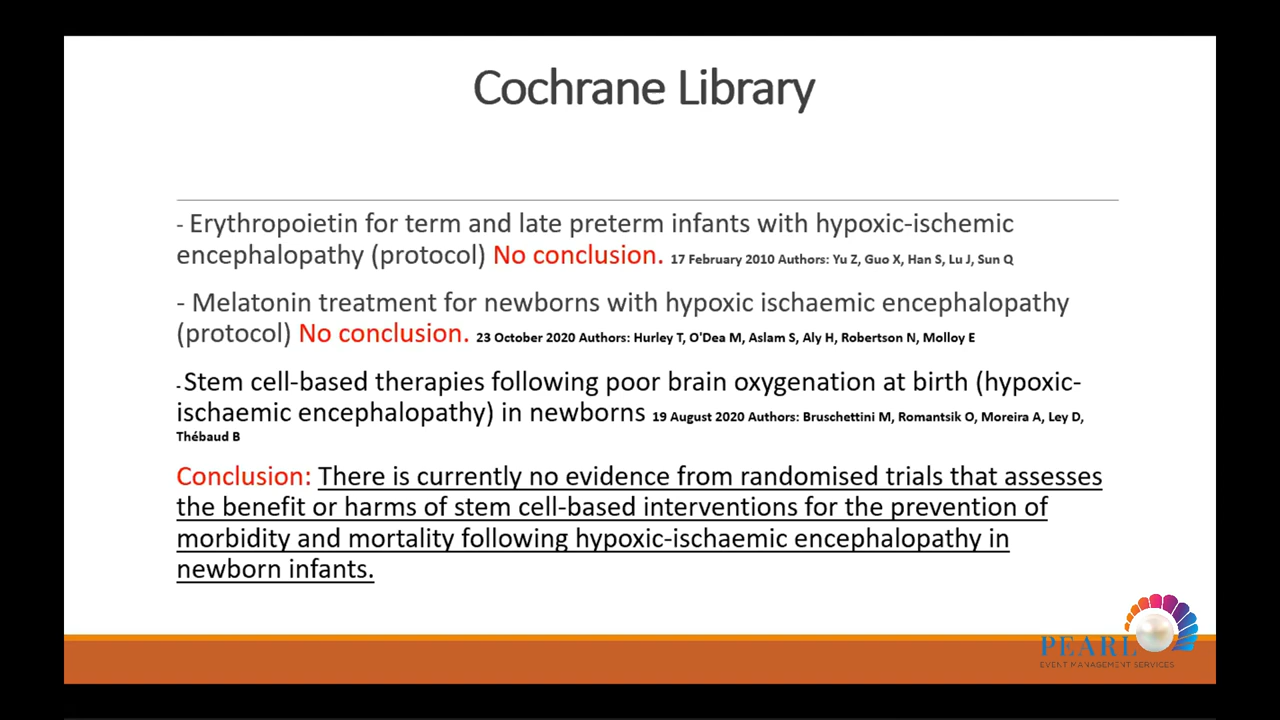 Cochrane Library
- Erythropoietin for term and late preterm infants with hypoxic-ischemic
encephalopathy (protocol) No conclusion. 17 February 2010 Authors: Yu Z, Guo X, Han S, Lu J, Sun Q
- Melatonin treatment for newborns with hypoxic ischaemic encephalopathy
(protocol) No conclusion. 23 October 2020 Authors: Hurley T, O'Dea M, Aslam S, Aly H, Robertson N, Molloy E
- Stem cell-based therapies following poor brain oxygenation at birth (hypoxic-
ischaemic encephalopathy) in newborns 19 August 2020 Authors: Bruschettini M, Romantsik O, Moreira A, Ley D,
Thébaud B
Conclusion: There is currently no evidence from randomised trials that assesses
the benefit or harms of stem cell-based interventions for the prevention of
morbidity and mortality following hypoxic-ischaemic encephalopathy in
newborn infants.
PEARL
EVENT MANAGEMENT SERVICES